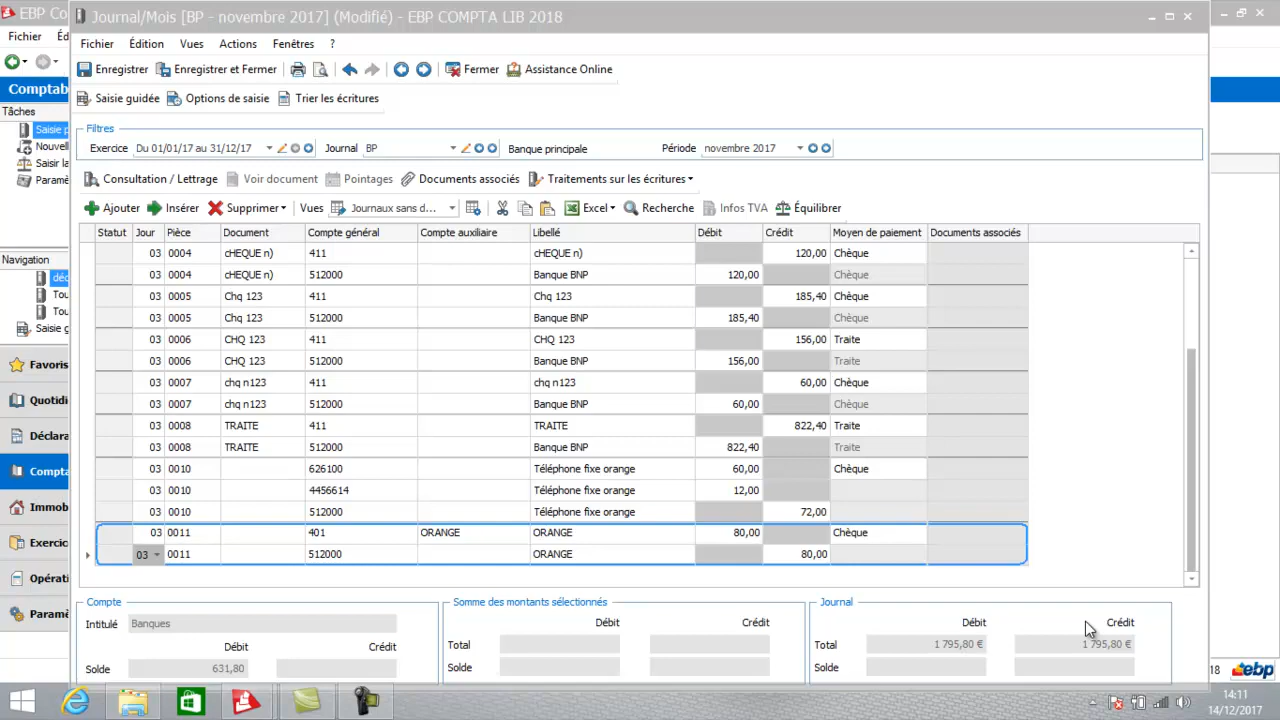 EBP Co
Journal/Mois [BP - novembre 2017] (Modifié) - EBP COMPTA LIB 2018
Fichier
Fichier Édition Vues Actions Fenêtres ?
Enregistrer Enregistrer et Fermer Fermer Assistance Online
Comptab
Saisie guidée Options de saisie Trier les écritures
Tâches
Saisie p
Nouvell
Saisir la
Paramè
Filtres
Exercice Du 01/01/17 au 31/12/17 Journal BP Banque principale Période novembre 2017
Consultation / Lettrage Voir document Pointages Documents associés Traitements sur les écritures
Ajouter Insérer Supprimer Vues Journaux sans d... Excel Recherche Infos TVA Équilibrer
Statut Jour Pièce Document Compte général Compte auxiliaire Libellé Débit Crédit Moyen de paiement Documents associés
03 0004 cHEQUE n) 411 cHEQUE n) 120,00 Chèque
03 0004 cHEQUE n) 512000 Banque BNP 120,00 Chèque
03 0005 Chq 123 411 Chq 123 185,40 Chèque
03 0005 Chq 123 512000 Banque BNP 185,40 Chèque
03 0006 CHQ 123 411 CHQ 123 156,00 Traite
03 0006 CHQ 123 512000 Banque BNP 156,00 Traite
03 0007 chq n123 411 chq n123 60,00 Chèque
03 0007 chq n123 512000 Banque BNP 60,00 Chèque
03 0008 TRAITE 411 TRAITE 822,40 Traite
03 0008 TRAITE 512000 Banque BNP 822,40 Traite
03 0010 626100 Téléphone fixe orange 60,00 Chèque
03 0010 4456614 Téléphone fixe orange 12,00
03 0010 512000 Téléphone fixe orange 72,00
03 0011 401 ORANGE ORANGE 80,00 Chèque
03 0011 512000 ORANGE 80,00
Navigation
déc
Tou
Tou
Saisie g
Favoris
Quotidi
Déclara
Compta
Immob
Exercic
Opérati
Paramè
Compte
Intitulé Banques
Débit Crédit
Solde 631,80
Somme des montants sélectionnés
Débit Crédit
Total
Solde
Journal
Débit Crédit
Total 1 795,80 € 1 795,80 €
Solde
18 ebp
14:11
14/12/2017